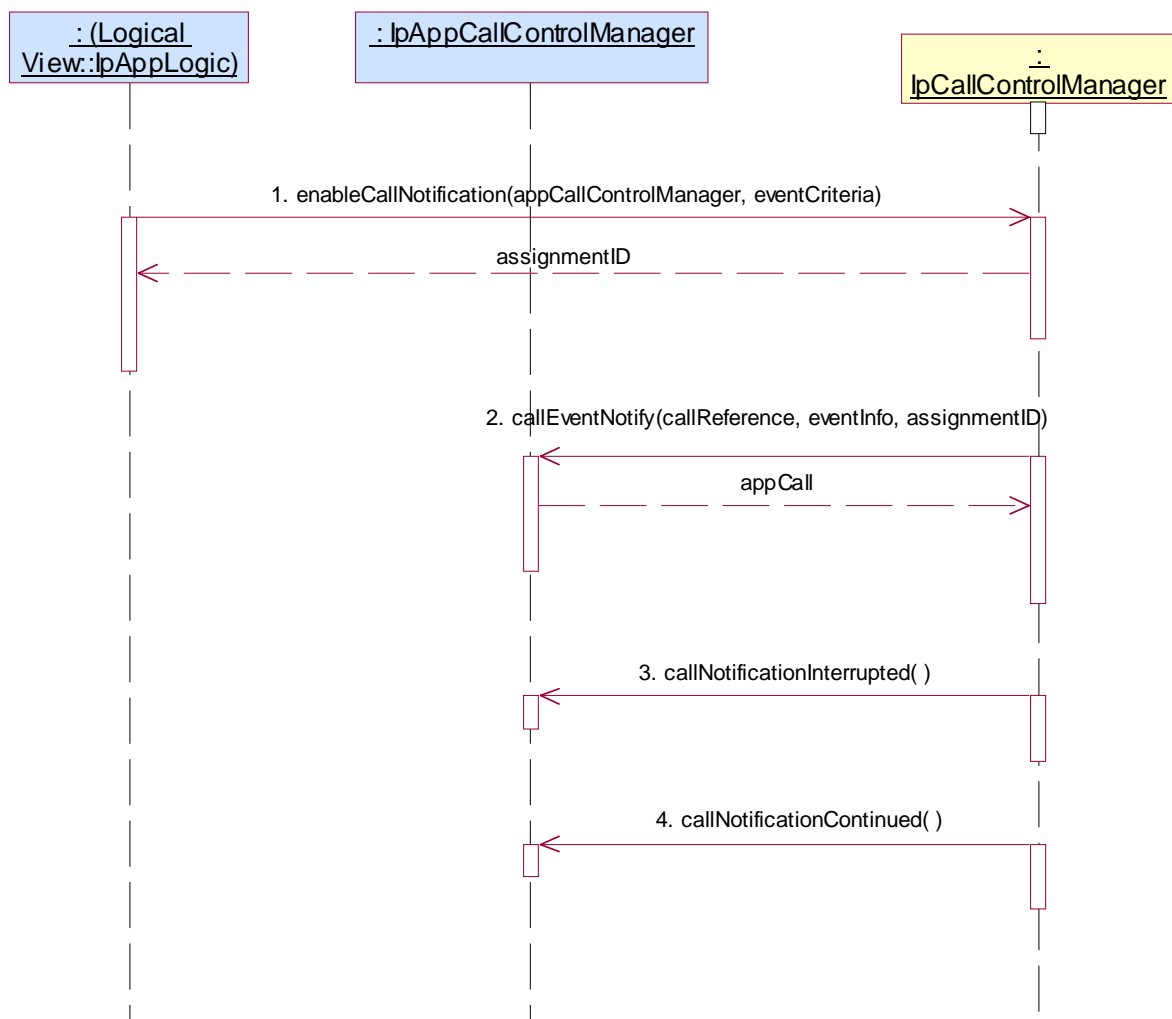 : (Logical
View::IpAppLogic)
: IpAppCallControlManager
:
IpCallControlManager
1. enableCallNotification(appCallControlManager, eventCriteria)
assignmentID
2. callEventNotify(callReference, eventInfo, assignmentID)
appCall
3. callNotificationInterrupted( )
4. callNotificationContinued( )